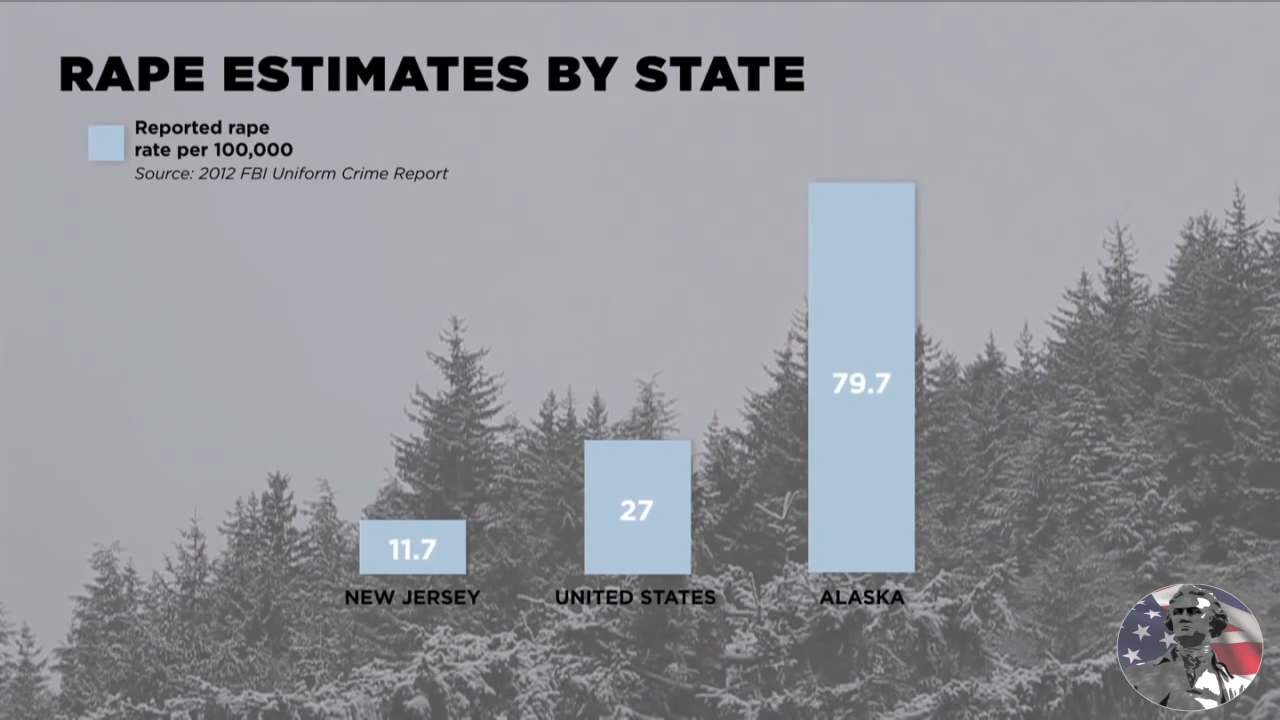 RAPE ESTIMATES BY STATE
Reported rape
rate per 100,000
Source: 2012 FBI Uniform Crime Report
79.7
27
11.7
NEW JERSEY
UNITED STATES
ALASKA